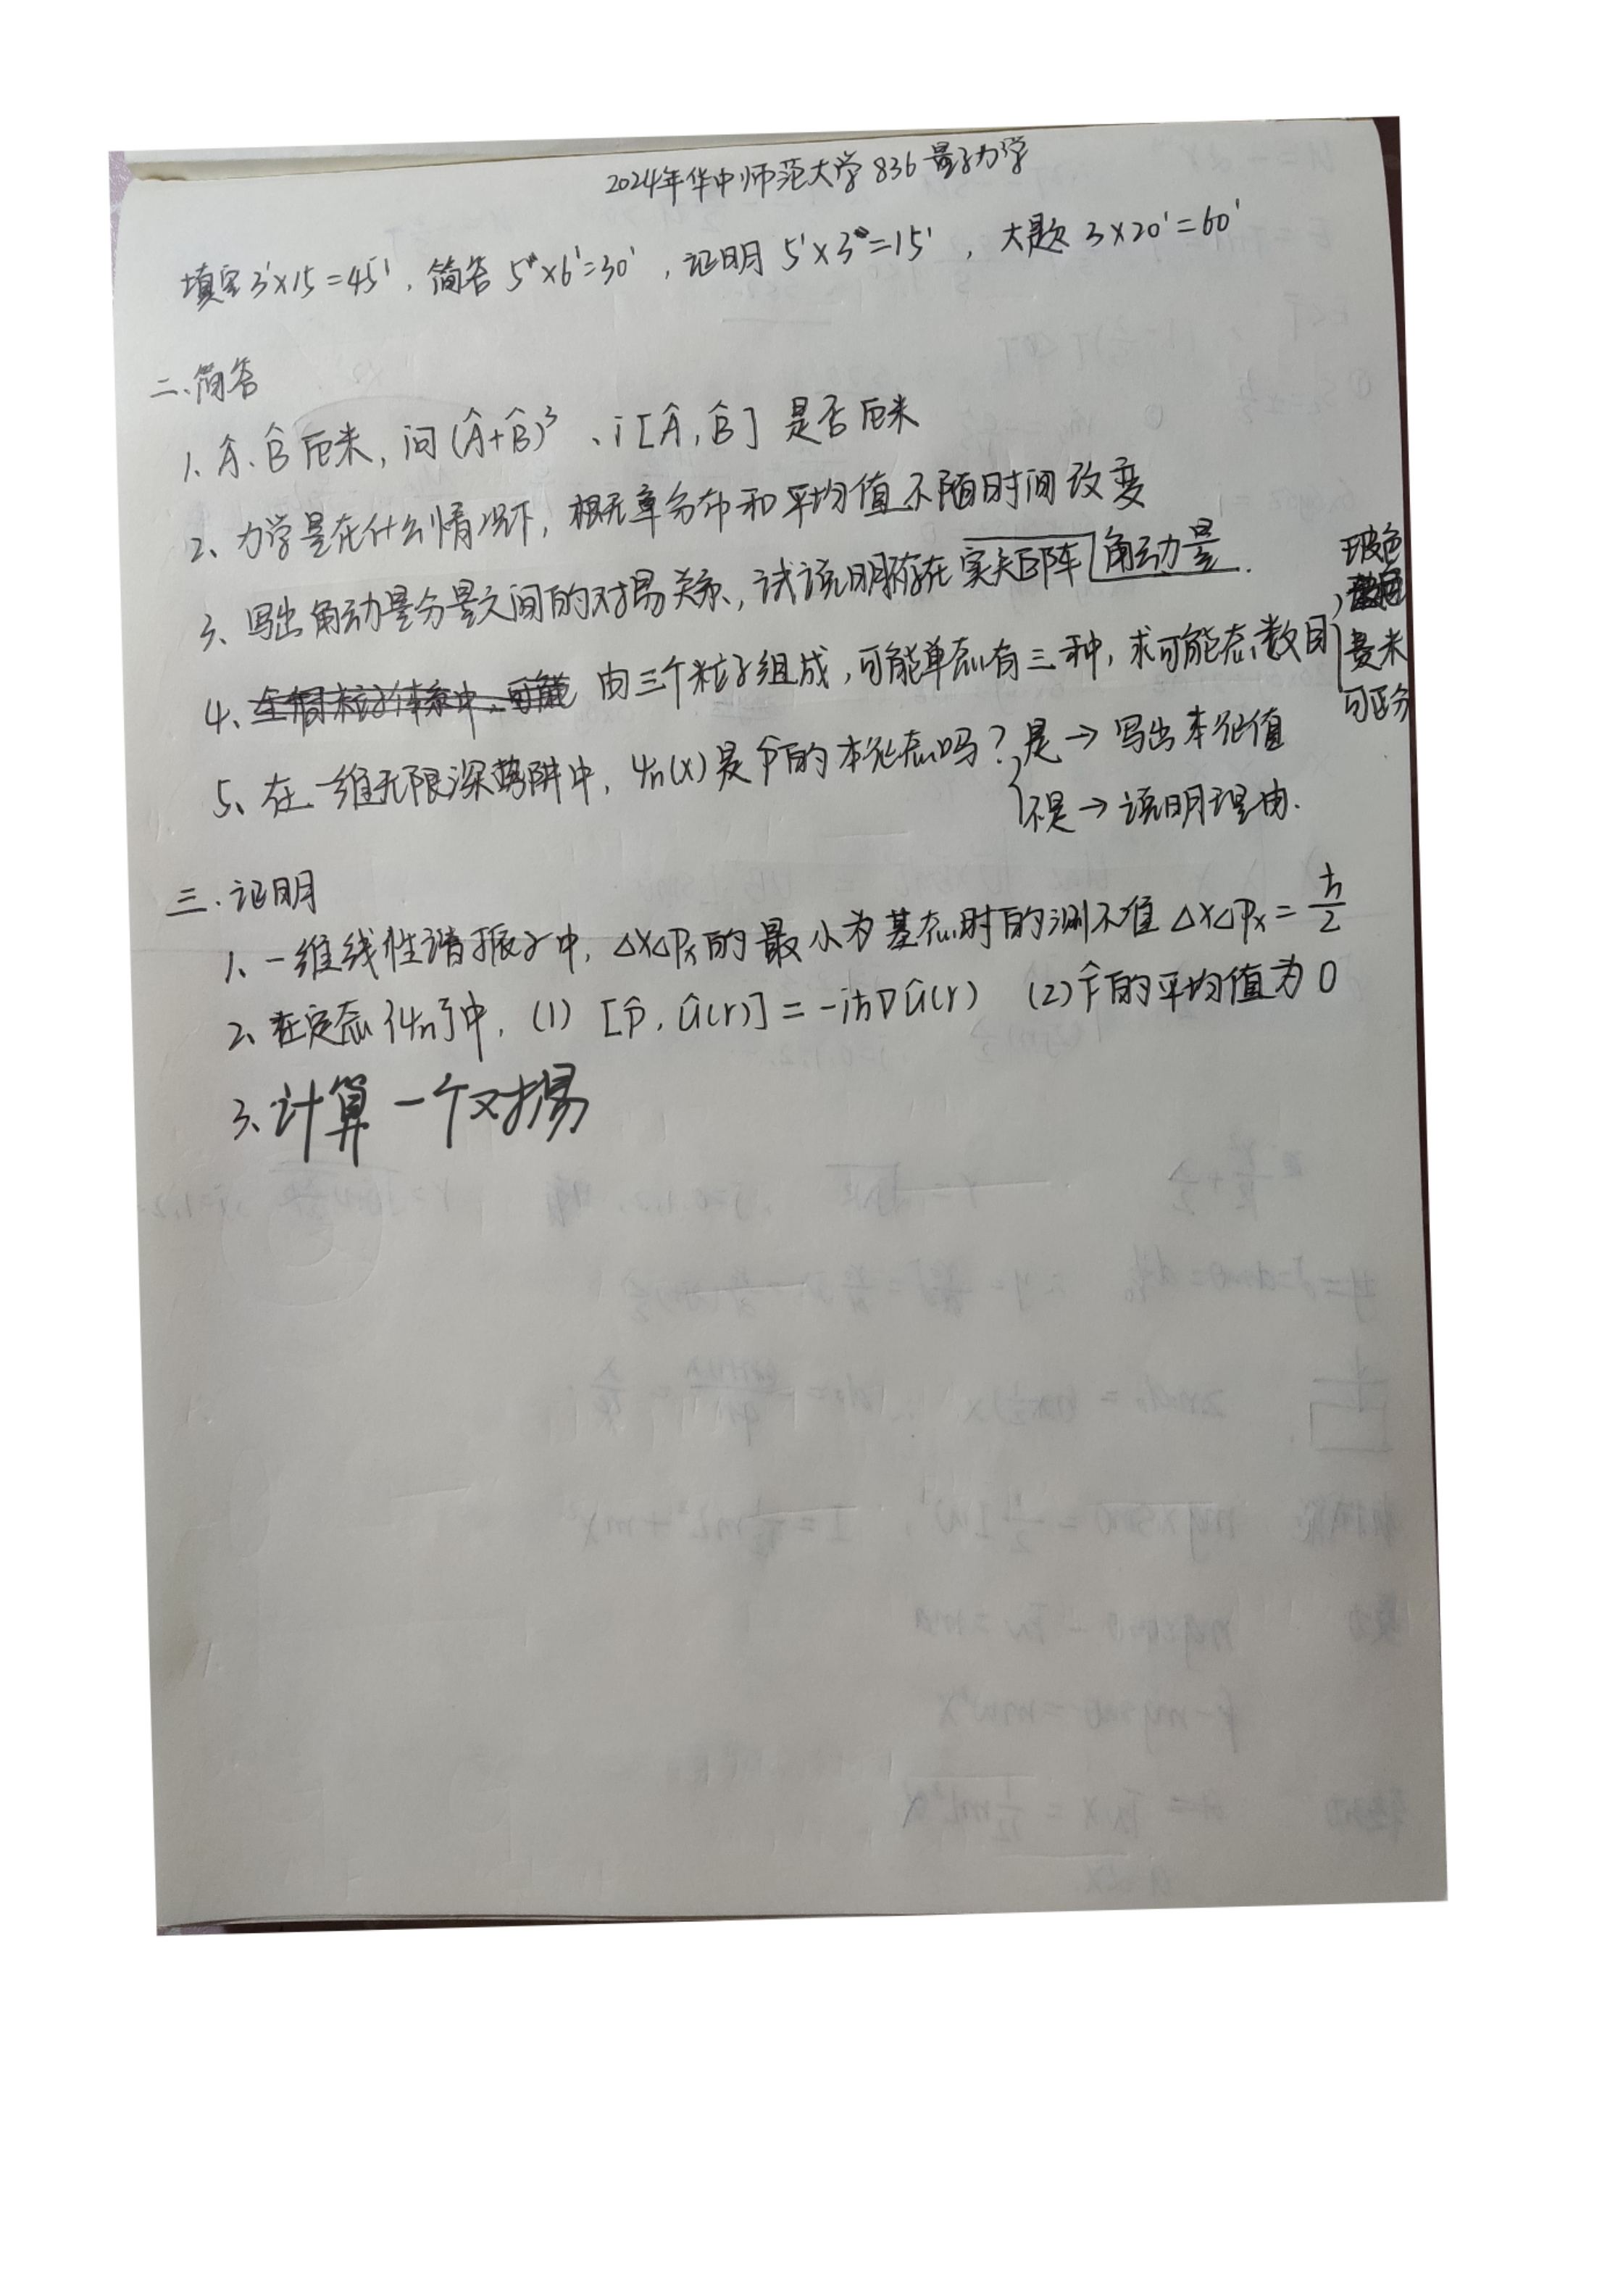 2024年华中师范大学836量子力学
填空3'×15=45', 简答5×6'=30', 证明5'×3=15', 大题3×20'=60'
二、简答
1、Â、B̂厄米, 问(Â+B̂)³、i[Â,B̂]是否厄米
2、力学量在什么情况下, 概率分布和平均值不随时间改变
3、写出角动量分量之间的对易关系, 试说明存在实矩阵角动量.
4、由三个粒子组成, 可能单态有三种, 求可能态数目
玻色
费米
可区分
5、在一维无限深势阱中, ψn(x)是p̂的本征态吗? 是→写出本征值
不是→说明理由.
三、证明
1、一维线性谐振子中, ΔxΔPx的最小为基态时的测不准ΔxΔPx=ħ/2
2、在定态{ψn}中, (1) [p̂, û(r)]=-iħ∇û(r) (2) F̂的平均值为0
3、计算一个对易